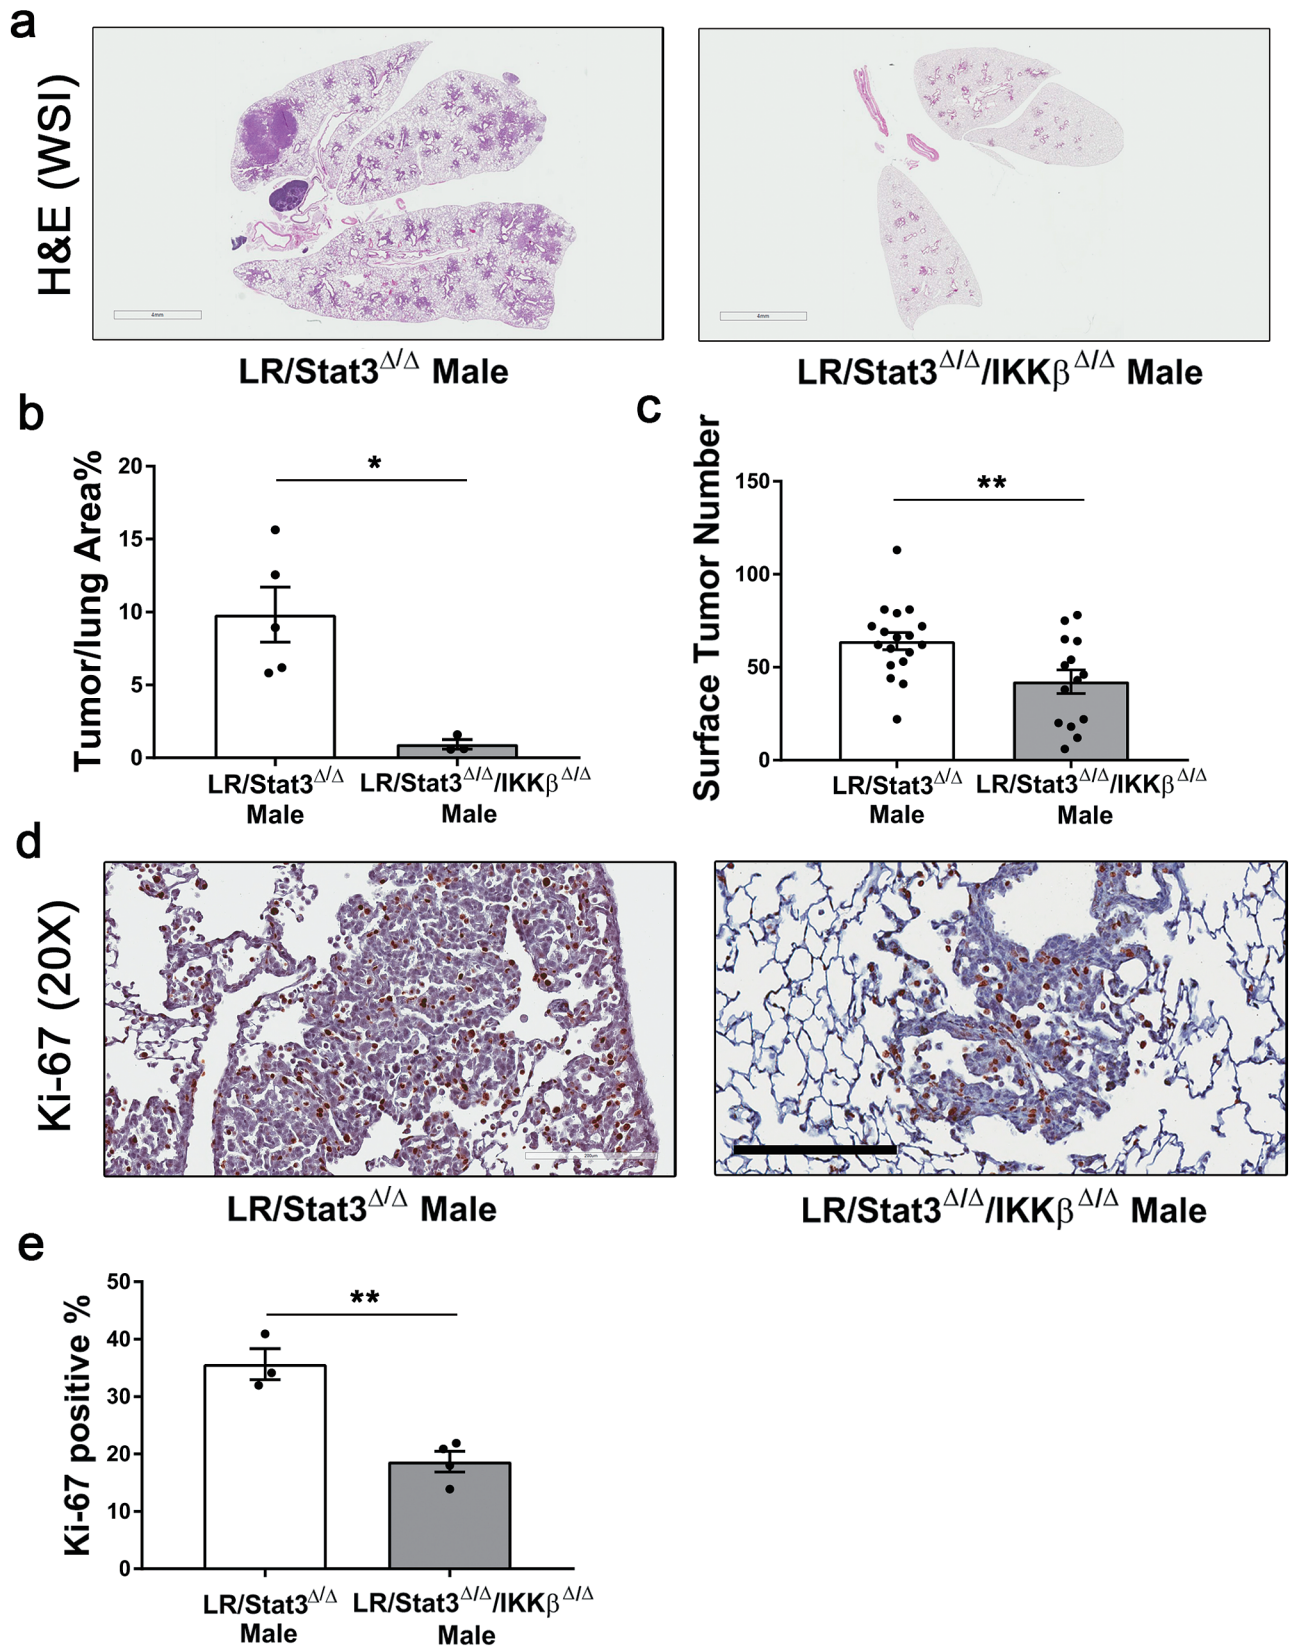 a
H&E (WSI)
4mm
4mm
LR/Stat3Δ/Δ Male
LR/Stat3Δ/Δ/IKKβΔ/Δ Male
b
Tumor/lung Area%
20
15
10
5
0
*
LR/Stat3Δ/Δ
Male
LR/Stat3Δ/Δ/IKKβΔ/Δ
Male
c
Surface Tumor Number
150
100
50
0
**
LR/Stat3Δ/Δ
Male
LR/Stat3Δ/Δ/IKKβΔ/Δ
Male
d
Ki-67 (20X)
200um
LR/Stat3Δ/Δ Male
LR/Stat3Δ/Δ/IKKβΔ/Δ Male
e
Ki-67 positive %
50
40
30
20
10
0
**
LR/Stat3Δ/Δ
Male
LR/Stat3Δ/Δ/IKKβΔ/Δ
Male